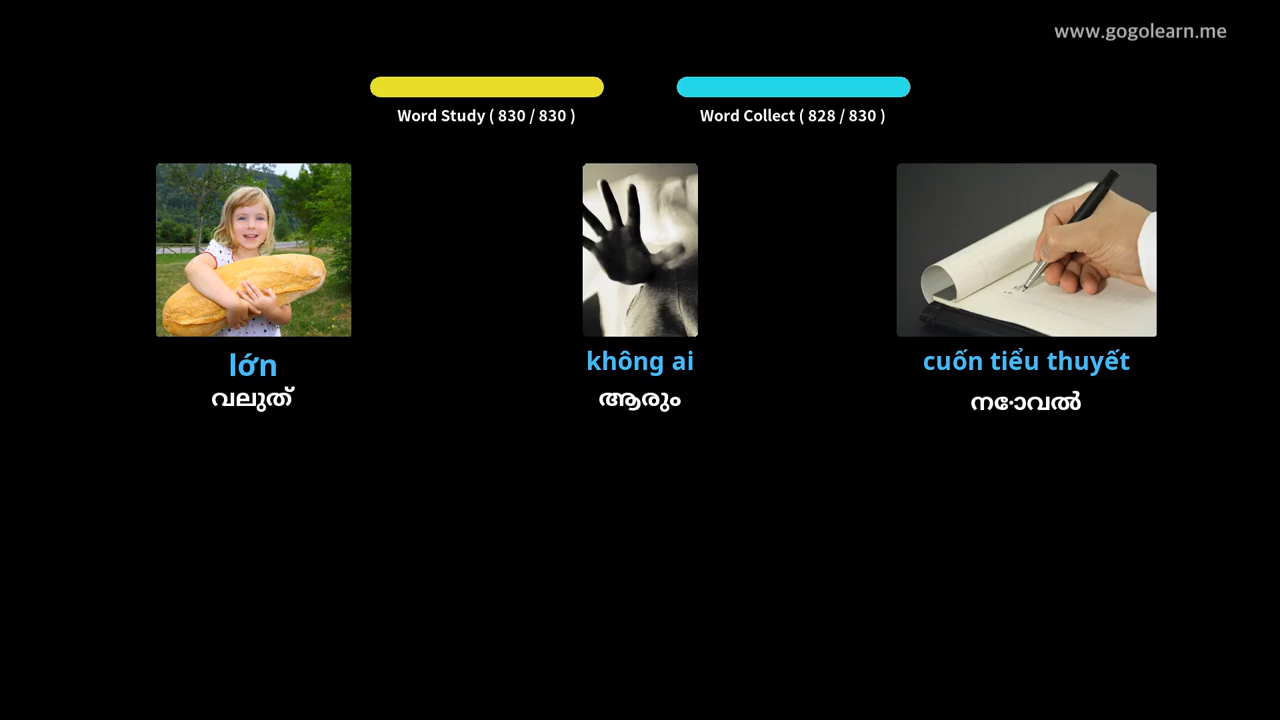 www.gogolearn.me
Word Study ( 830 / 830 )
Word Collect ( 828 / 830 )
lớn
không ai
cuốn tiểu thuyết
വലുത്
ആരും
നോവൽ